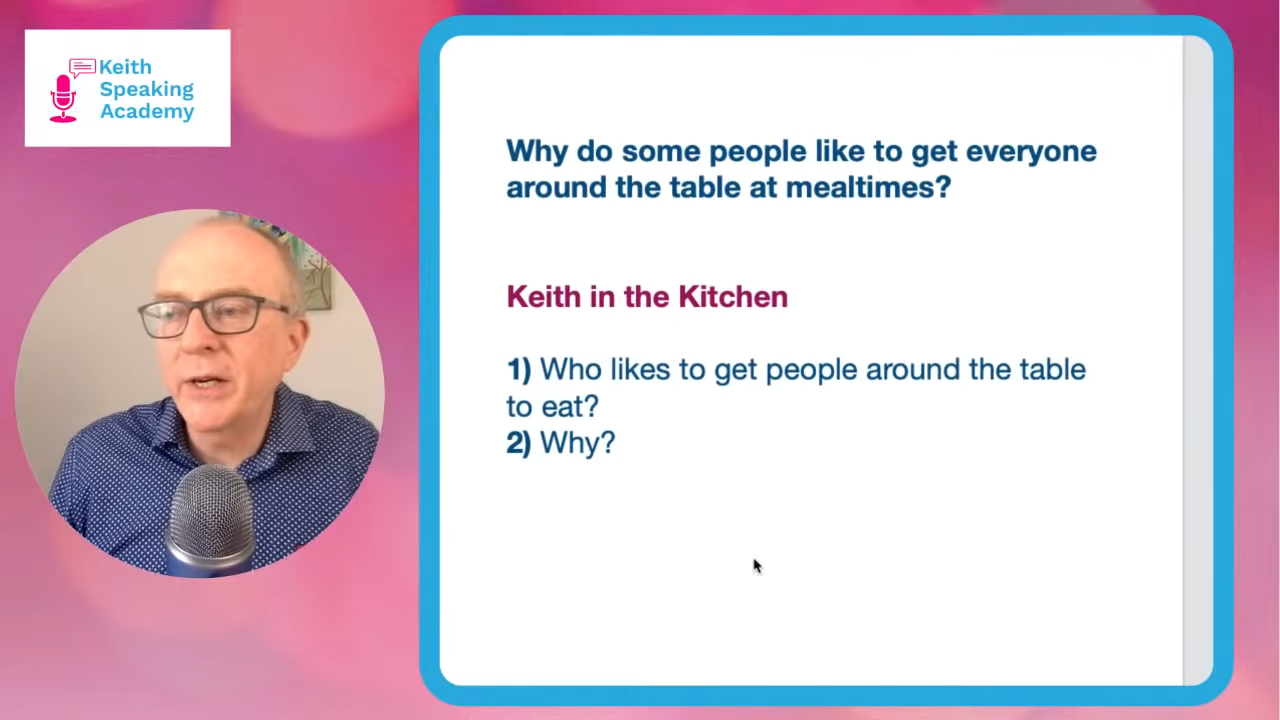 Keith
Speaking
Academy
Why do some people like to get everyone
around the table at mealtimes?
Keith in the Kitchen
1) Who likes to get people around the table
to eat?
2) Why?